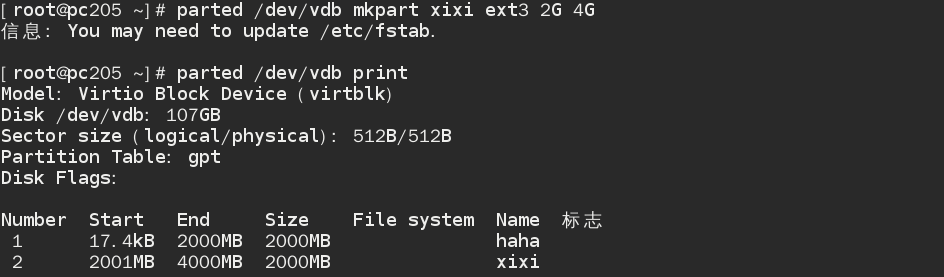 [root@pc205 ~]# parted /dev/vdb mkpart xixi ext3 2G 4G
信息: You may need to update /etc/fstab.
[root@pc205 ~]# parted /dev/vdb print
Model: Virtio Block Device (virtblk)
Disk /dev/vdb: 107GB
Sector size (logical/physical): 512B/512B
Partition Table: gpt
Disk Flags:
Number  Start   End     Size    File system  Name  标志
 1      17.4kB  2000MB  2000MB               haha
 2      2001MB  4000MB  2000MB               xixi